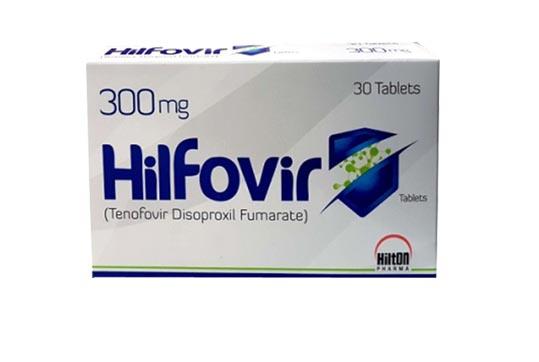 Hilfovir
30 Tablets
300mg
30 Tablets
Hilfovir
Tablets
(Tenofovir Disoproxil Fumarate)
HiltON
PHARMA